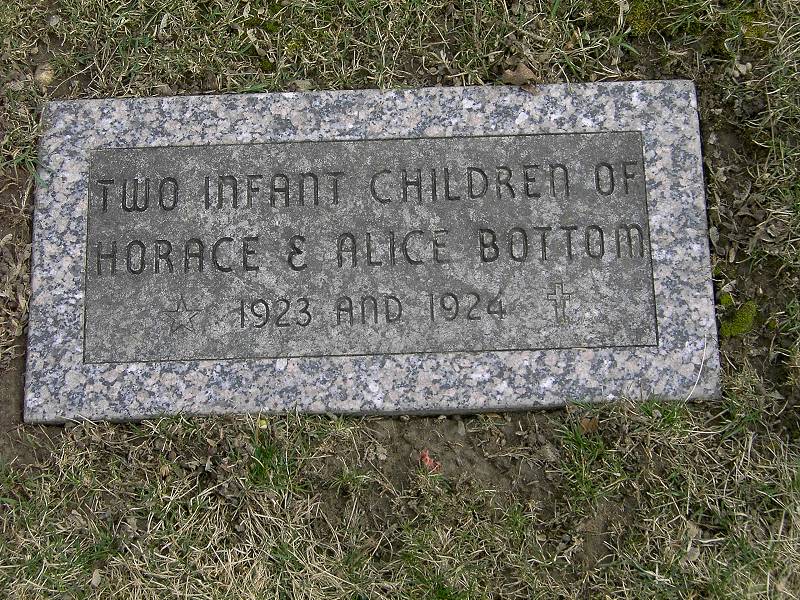 TWO INFANT CHILDREN OF
HORACE & ALICE BOTTOM
1923 AND 1924